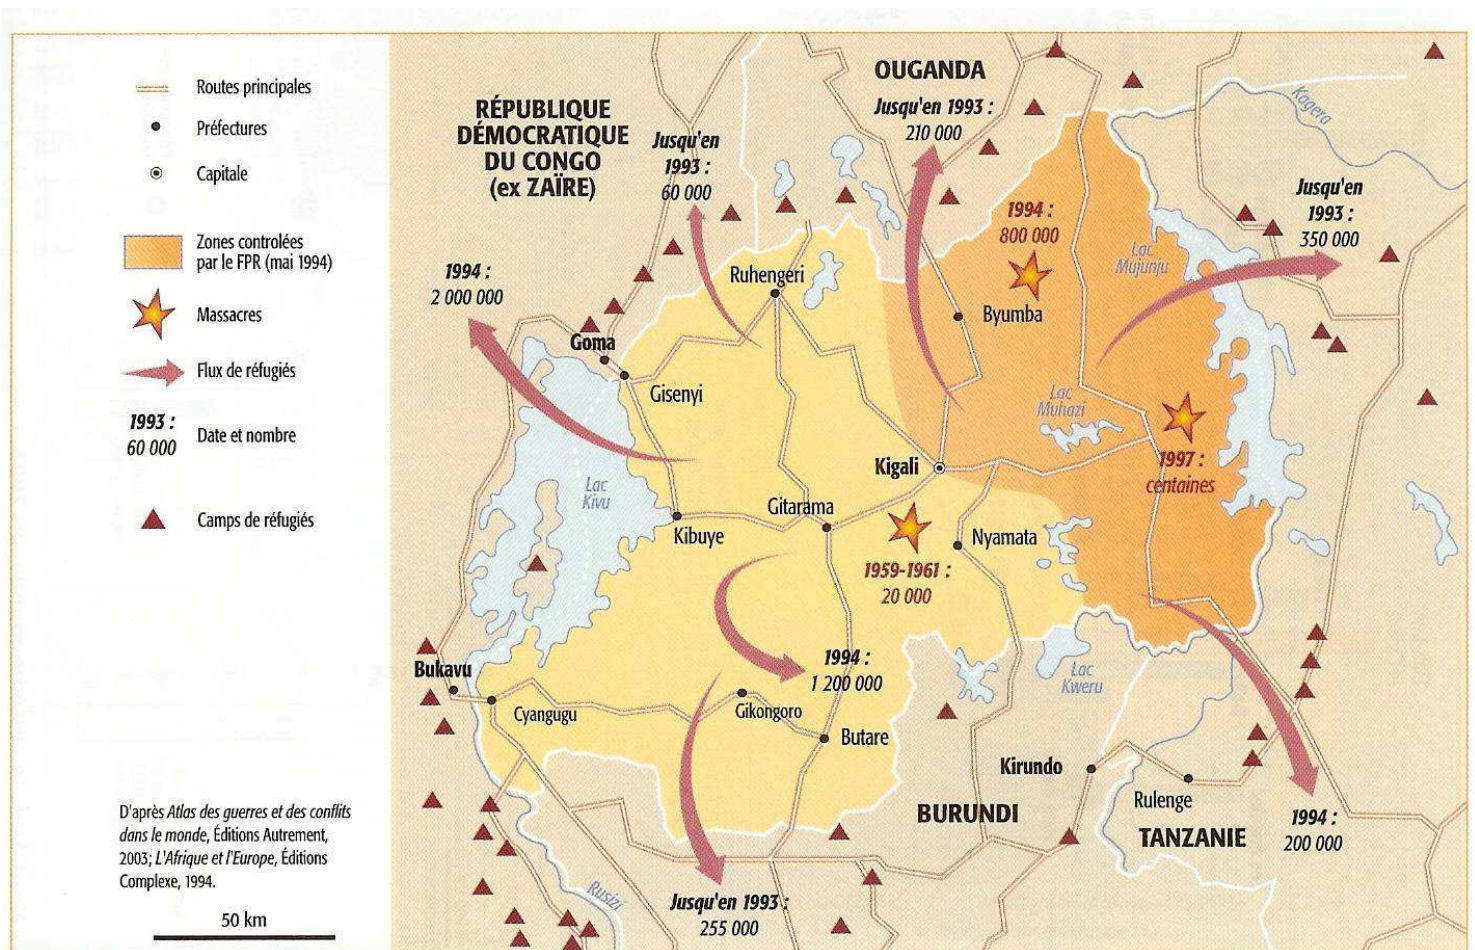 Routes principales
Préfectures
Capitale
Zones controlées
par le FPR (mai 1994)
Massacres
Flux de réfugiés
1993 :
60 000
Date et nombre
Camps de réfugiés
D'après Atlas des guerres et des conflits
dans le monde, Éditions Autrement,
2003; L'Afrique et l'Europe, Éditions
Complexe, 1994.
50 km
RÉPUBLIQUE
DÉMOCRATIQUE
DU CONGO
(ex ZAÏRE)
Jusqu'en
1993 :
60 000
OUGANDA
Jusqu'en 1993 :
210 000
Kagera
Jusqu'en
1993 :
350 000
1994 :
800 000
Lac
Mujunju
1994 :
2 000 000
Ruhengeri
Byumba
Goma
Gisenyi
Lac
Muhazi
Kigali
1997 :
centaines
Lac
Kivu
Gitarama
Kibuye
Nyamata
1959-1961 :
20 000
1994 :
1 200 000
Bukavu
Cyangugu
Gikongoro
Butare
Lac
Kweru
Kirundo
Rulenge
BURUNDI
TANZANIE
1994 :
200 000
Rusizi
Jusqu'en 1993 :
255 000